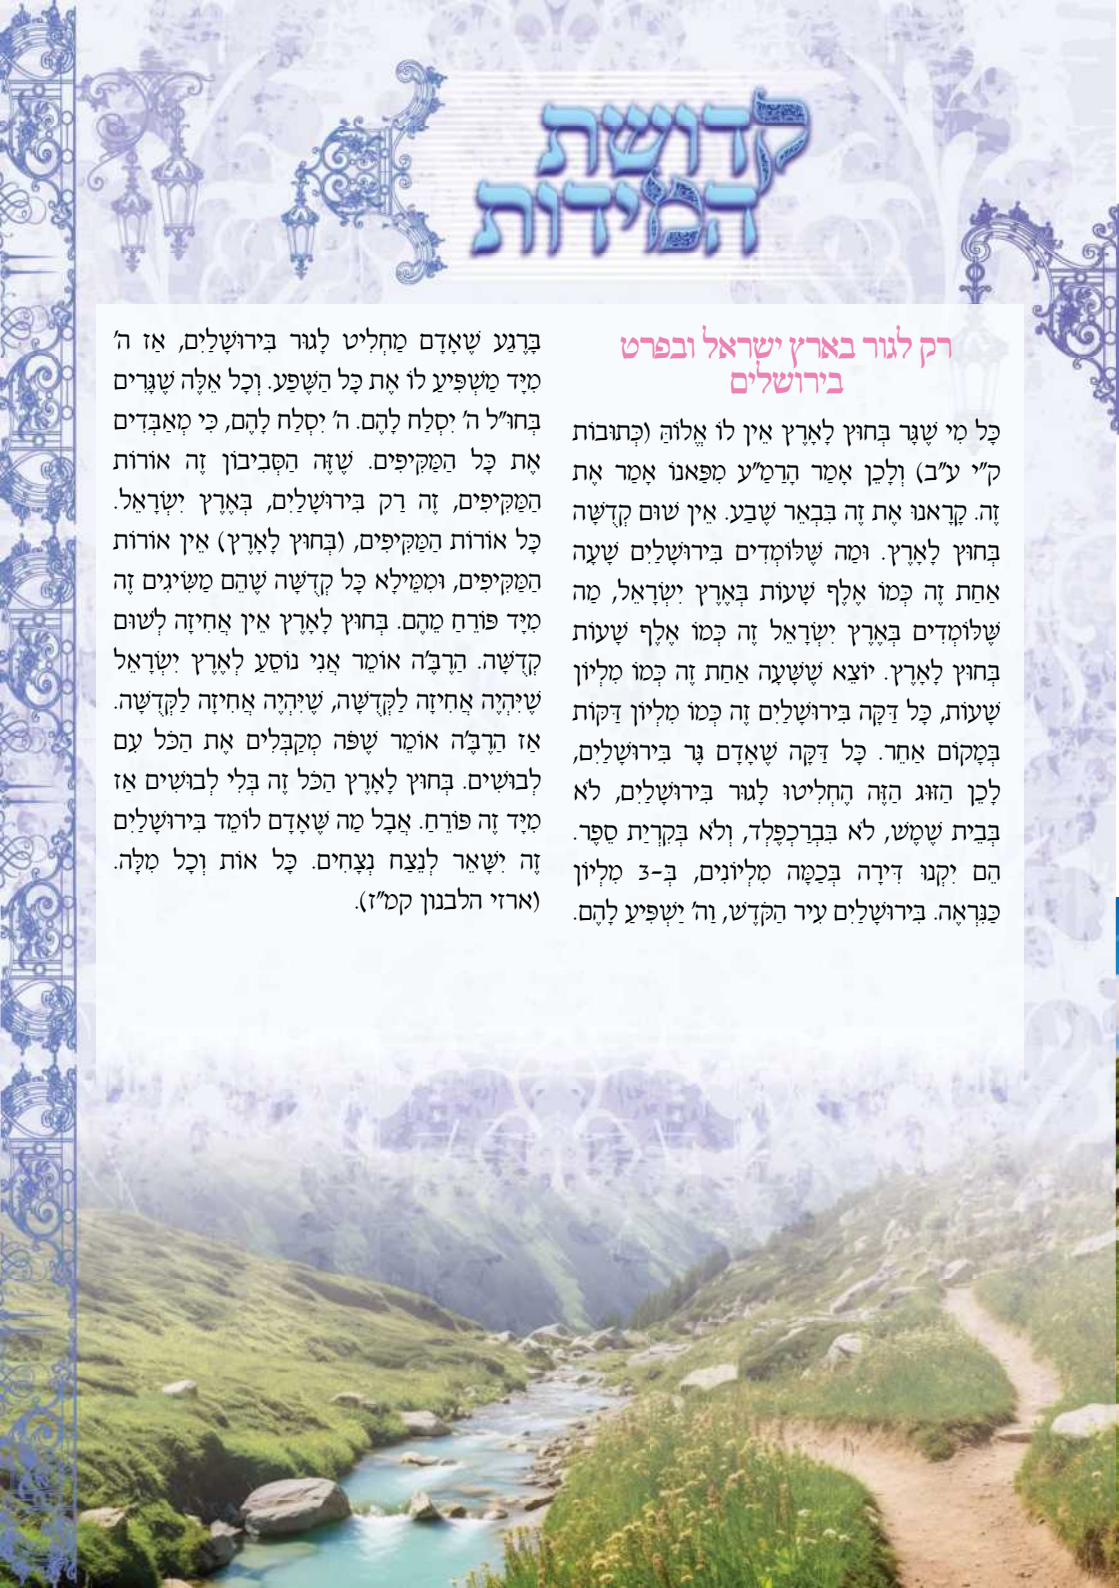 קדושת
המידות
רק לגור בארץ ישראל ובפרט
בירושלים
כָּל מִי שֶׁגָּר בְּחוּץ לָאָרֶץ אֵין לוֹ אֱלוֹהַּ (כְּתוּבוֹת
ק"י ע"ב) וְלָכֵן אָמַר הָרַמַ"ע מִפַּאנוֹ אָמַר אֶת
זֶה. קָרָאנוּ אֶת זֶה בִּבְאֵר שֶׁבַע. אֵין שׁוּם קְדֻשָּׁה
בְּחוּץ לָאָרֶץ. וּמַה שֶּׁלּוֹמְדִים בִּירוּשָׁלַיִם שָׁעָה
אַחַת זֶה כְּמוֹ אֶלֶף שָׁעוֹת בְּאֶרֶץ יִשְׂרָאֵל, מַה
שֶּׁלּוֹמְדִים בְּאֶרֶץ יִשְׂרָאֵל זֶה כְּמוֹ אֶלֶף שָׁעוֹת
בְּחוּץ לָאָרֶץ. יוֹצֵא שֶׁשָּׁעָה אַחַת זֶה כְּמוֹ מִלְיוֹן
שָׁעוֹת, כָּל דַּקָּה בִּירוּשָׁלַיִם זֶה כְּמוֹ מִלְיוֹן דַּקּוֹת
בְּמָקוֹם אַחֵר. כָּל דַּקָּה שֶׁאָדָם גָּר בִּירוּשָׁלַיִם,
לָכֵן הַזּוּג הַזֶּה הֶחְלִיטוּ לָגוּר בִּירוּשָׁלַיִם, לֹא
בְּבֵית שֶׁמֶשׁ, לֹא בִּבְרַכְפֶלְד, וְלֹא בְּקִרְיַת סֵפֶר.
הֵם יִקְנוּ דִּירָה בְּכַמָּה מִלְיוֹנִים, בְּ-3 מִלְיוֹן
כַּנִּרְאֶה. בִּירוּשָׁלַיִם עִיר הַקֹּדֶשׁ, וַה' יַשְׁפִּיעַ לָהֶם.
בָּרֶגַע שֶׁאָדָם מַחְלִיט לָגוּר בִּירוּשָׁלַיִם, אַז ה'
מִיָּד מַשְׁפִּיעַ לוֹ אֶת כָּל הַשֶּׁפַע. וְכָל אֵלֶּה שֶׁגָּרִים
בְּחוּ"ל ה' יִסְלַח לָהֶם. ה' יִסְלַח לָהֶם, כִּי מְאַבְּדִים
אֶת כָּל הַמַּקִּיפִים. שֶׁזֶּה הַסְּבִיבוֹן זֶה אוֹרוֹת
הַמַּקִּיפִים, זֶה רַק בִּירוּשָׁלַיִם, בְּאֶרֶץ יִשְׂרָאֵל.
כָּל אוֹרוֹת הַמַּקִּיפִים, (בְּחוּץ לָאָרֶץ) אֵין אוֹרוֹת
הַמַּקִּיפִים, וּמִמֵּילָא כָּל קְדֻשָּׁה שֶׁהֵם מַשִּׂיגִים זֶה
מִיָּד פּוֹרֵחַ מֵהֶם. בְּחוּץ לָאָרֶץ אֵין אֲחִיזָה לְשׁוּם
קְדֻשָּׁה. הַרֶבֶּ'ה אוֹמֵר אֲנִי נוֹסֵעַ לְאֶרֶץ יִשְׂרָאֵל
שֶׁיִּהְיֶה אֲחִיזָה לַקְּדֻשָּׁה, שֶׁיִּהְיֶה אֲחִיזָה לַקְּדֻשָּׁה.
אַז הַרֶבֶּ'ה אוֹמֵר שֶׁפֹּה מְקַבְּלִים אֶת הַכֹּל עִם
לְבוּשִׁים. בְּחוּץ לָאָרֶץ הַכֹּל זֶה בְּלִי לְבוּשִׁים אַז
מִיָּד זֶה פּוֹרֵחַ. אֲבָל מַה שֶּׁאָדָם לוֹמֵד בִּירוּשָׁלַיִם
זֶה יִשָּׁאֵר לְנֵצַח נְצָחִים. כָּל אוֹת וְכָל מִלָּה.
(ארזי הלבנון קמ"ז).